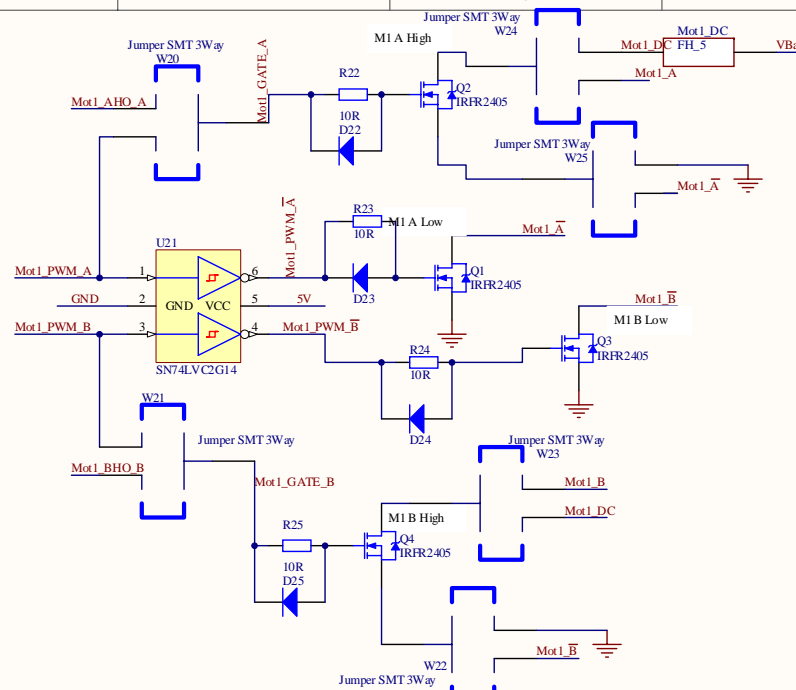 Jumper SMT 3Way
W24
Mot1_DC
Mot1_DC
FH_5
M1 A High
Jumper SMT 3Way
W20
Mot1_GATE_A
Mot1_A
R22
10R
D22
Q2
IRFR2405
Mot1_AHO_A
Jumper SMT 3Way
W25
Mot1_A
Mot1_PWM_A
R23
10R
M1 A Low
Mot1_A
U21
Mot1_PWM_A
1
6
D23
Q1
IRFR2405
GND
2
GND
VCC
5
5V
Mot1_B
M1 B Low
Mot1_PWM_B
3
4
Mot1_PWM_B
Q3
IRFR2405
R24
10R
SN74LVC2G14
D24
W21
Jumper SMT 3Way
Jumper SMT 3Way
W23
Mot1_BHO_B
Mot1_GATE_B
Mot1_B
Mot1_DC
M1 B High
R25
10R
D25
Q4
IRFR2405
Mot1_B
W22
Jumper SMT 3Way